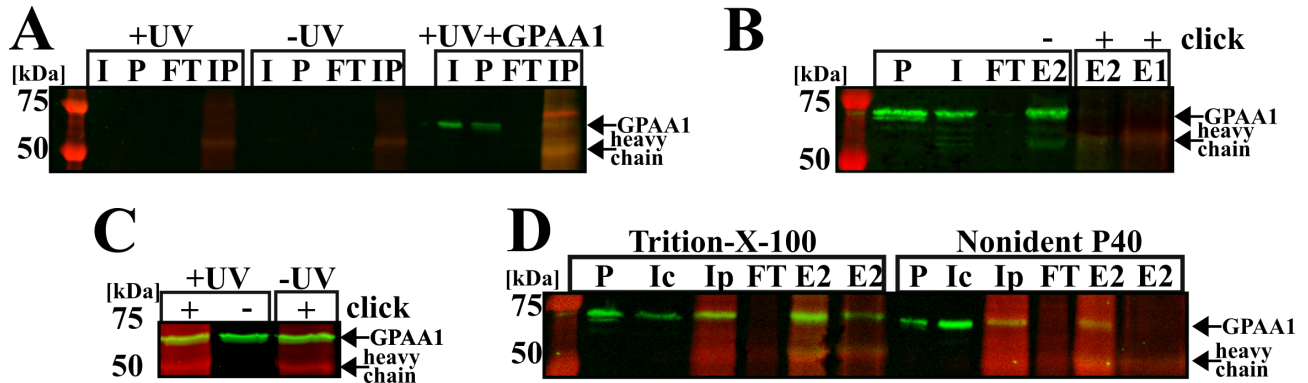 A
+UV -UV +UV+GPAA1
[kDa] I P FT IP I P FT IP I P FT IP
75
GPAA1
heavy
50
chain
B
- + + click
[kDa] P I FT E2 E2 E1
75
GPAA1
heavy
50
chain
C
+UV -UV
[kDa] + - + click
75
GPAA1
heavy
50
chain
D
Trition-X-100 Nonident P40
[kDa] P Ic Ip FT E2 E2 P Ic Ip FT E2 E2
75
GPAA1
50
heavy
chain